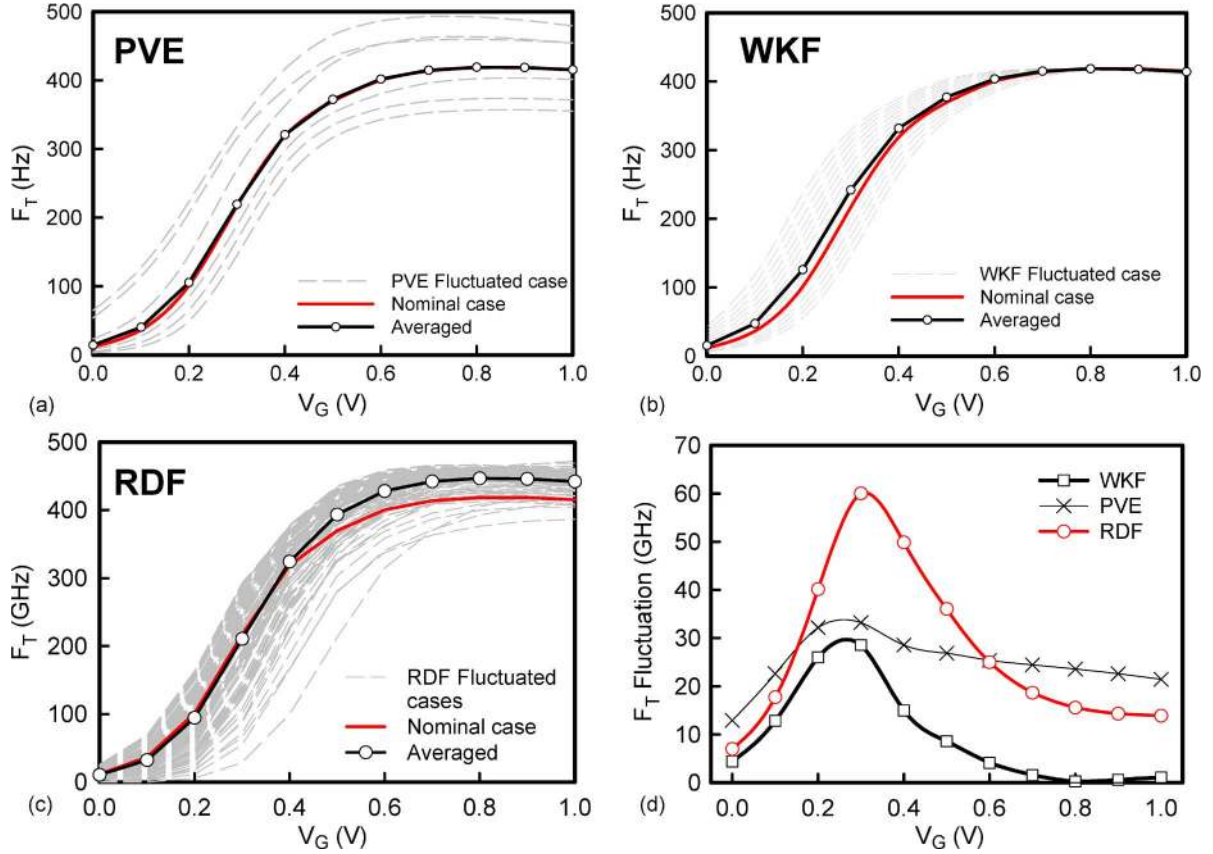 PVE
500
400
300
200
100
0
F_T (Hz)
PVE Fluctuated case
Nominal case
Averaged
0.0 0.2 0.4 0.6 0.8 1.0
(a)
V_G (V)
WKF
500
400
300
200
100
0
F_T (Hz)
WKF Fluctuated case
Nominal case
Averaged
0.0 0.2 0.4 0.6 0.8 1.0
(b)
V_G (V)
RDF
500
400
300
200
100
0
F_T (GHz)
RDF Fluctuated
cases
Nominal case
Averaged
0.0 0.2 0.4 0.6 0.8 1.0
(c)
V_G (V)
70
60
50
40
30
20
10
0
F_T Fluctuation (GHz)
WKF
PVE
RDF
0.0 0.2 0.4 0.6 0.8 1.0
(d)
V_G (V)